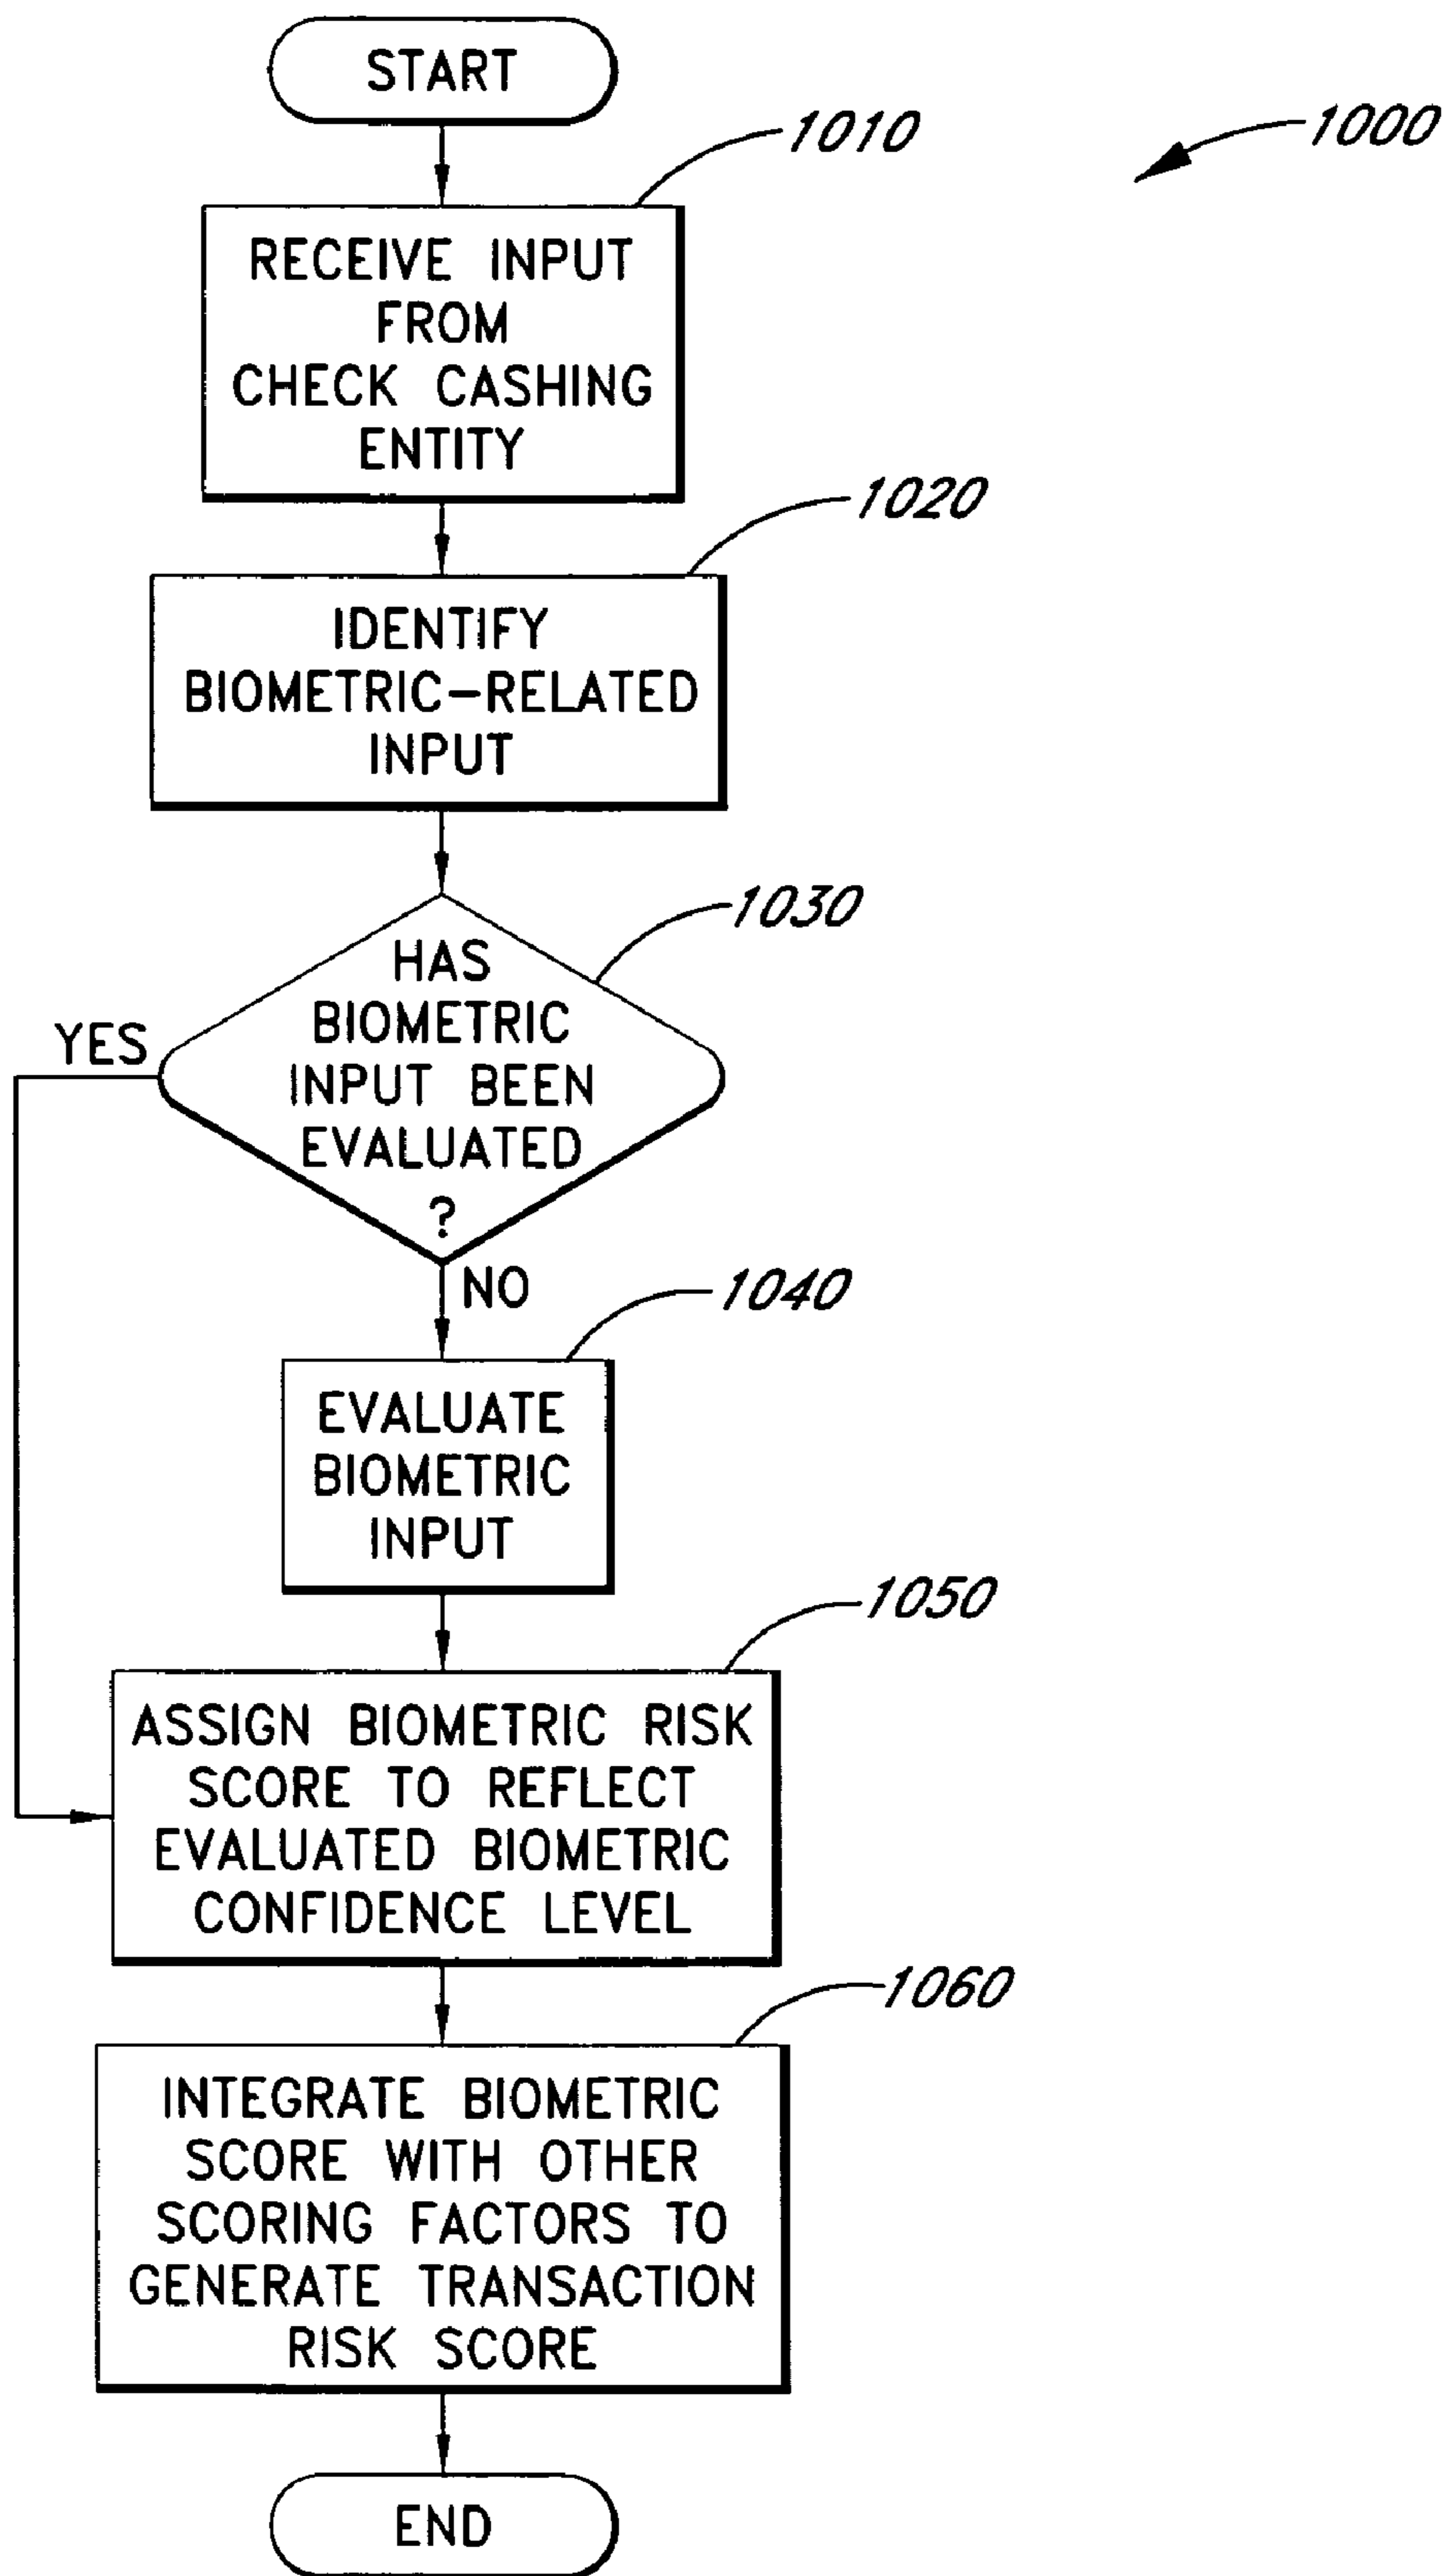 START
1010
1000
RECEIVE INPUT
FROM
CHECK CASHING
ENTITY
1020
IDENTIFY
BIOMETRIC-RELATED
INPUT
1030
HAS
BIOMETRIC
INPUT BEEN
EVALUATED
?
YES
NO
1040
EVALUATE
BIOMETRIC
INPUT
1050
ASSIGN BIOMETRIC RISK
SCORE TO REFLECT
EVALUATED BIOMETRIC
CONFIDENCE LEVEL
1060
INTEGRATE BIOMETRIC
SCORE WITH OTHER
SCORING FACTORS TO
GENERATE TRANSACTION
RISK SCORE
END